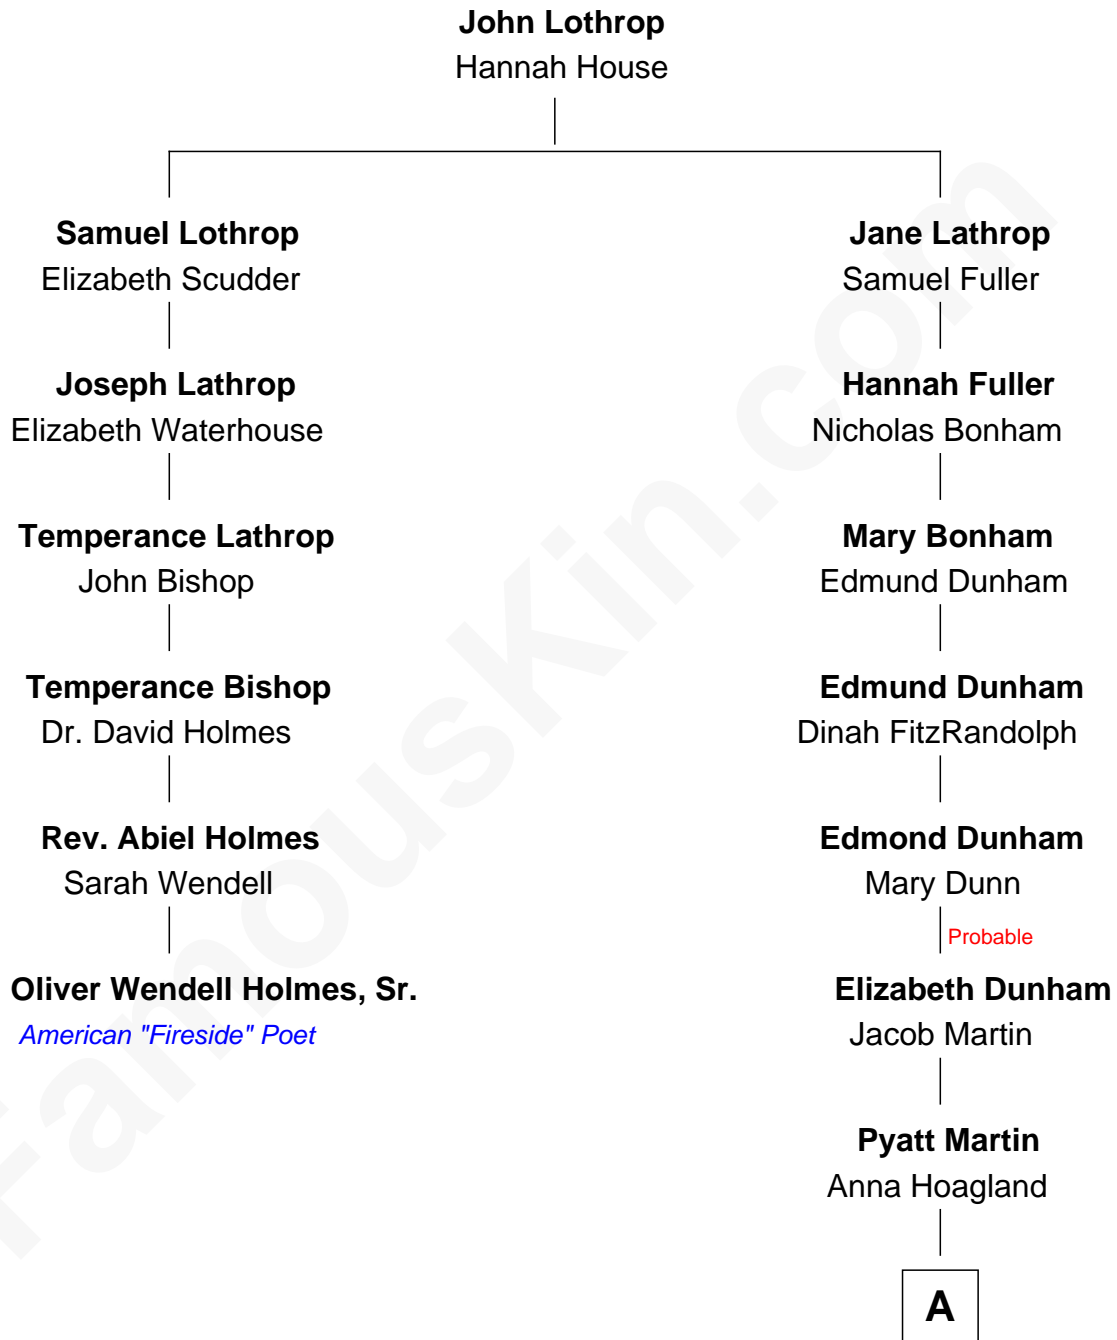 John Lothrop
Hannah House
Samuel Lothrop
Elizabeth Scudder
Joseph Lathrop
Elizabeth Waterhouse
Temperance Lathrop
John Bishop
Temperance Bishop
Dr. David Holmes
Rev. Abiel Holmes
Sarah Wendell
Oliver Wendell Holmes, Sr.
American "Fireside" Poet
Jane Lathrop
Samuel Fuller
Hannah Fuller
Nicholas Bonham
Mary Bonham
Edmund Dunham
Edmund Dunham
Dinah FitzRandolph
Edmond Dunham
Mary Dunn
Probable
Elizabeth Dunham
Jacob Martin
Pyatt Martin
Anna Hoagland
A
FamousKin.com